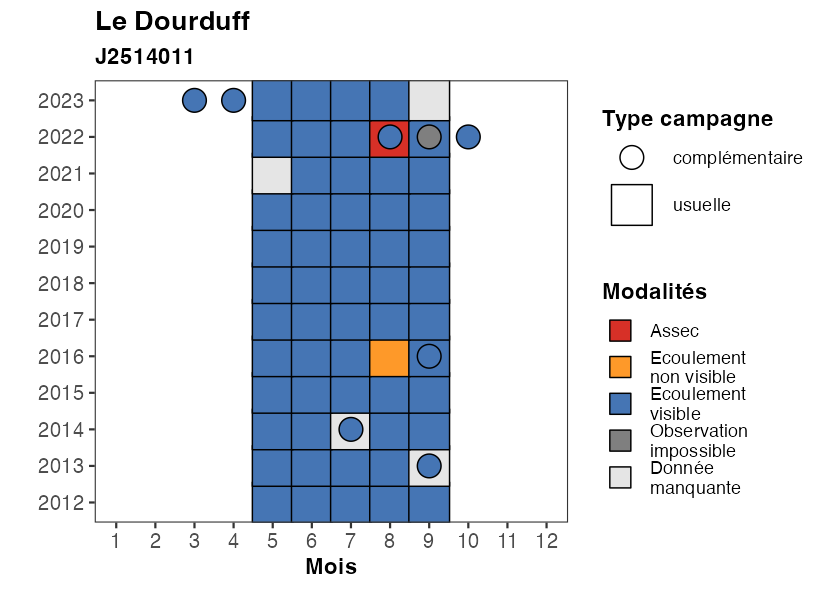 Le Dourduff
J2514011
2023
2022
2021
2020
2019
2018
2017
2016
2015
2014
2013
2012
1 2 3 4 5 6 7 8 9 10 11 12
Mois
Type campagne
complémentaire
usuelle
Modalités
Assec
Ecoulement
non visible
Ecoulement
visible
Observation
impossible
Donnée
manquante